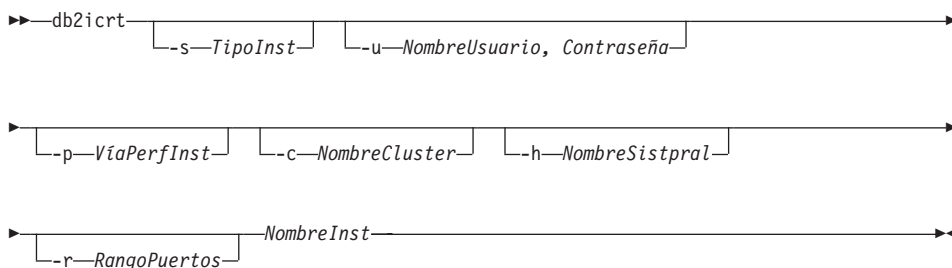 db2icrt
-s TipoInst -u NombreUsuario, Contraseña
-p VíaPerfInst -c NombreCluster -h NombreSistpral
NombreInst
-r RangoPuertos